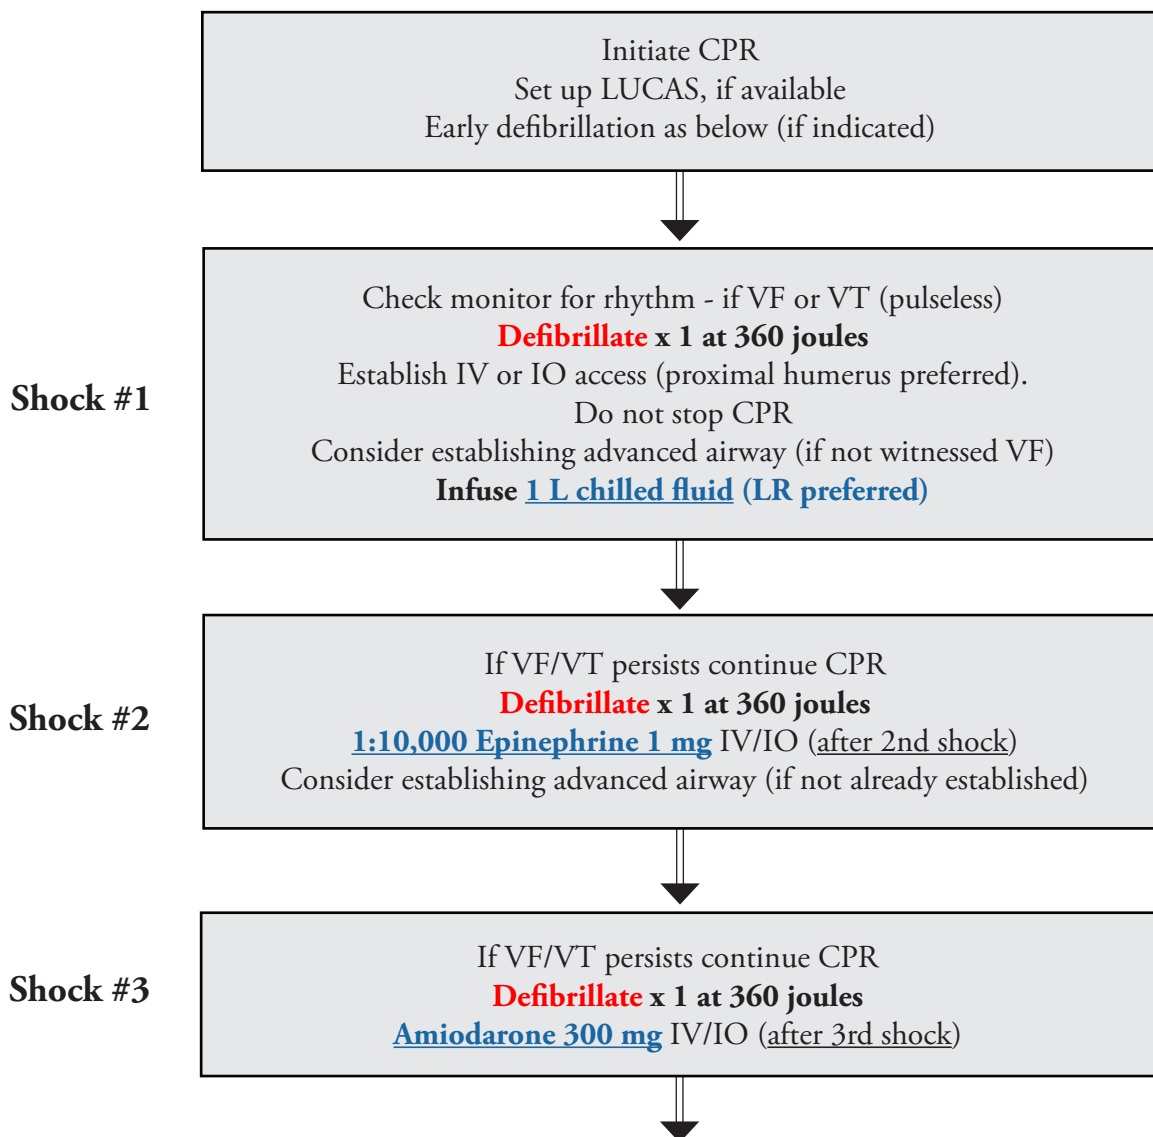 Initiate CPR
Set up LUCAS, if available
Early defibrillation as below (if indicated)
Shock #1
Check monitor for rhythm - if VF or VT (pulseless)
Defibrillate x 1 at 360 joules
Establish IV or IO access (proximal humerus preferred).
Do not stop CPR
Consider establishing advanced airway (if not witnessed VF)
Infuse 1 L chilled fluid (LR preferred)
Shock #2
If VF/VT persists continue CPR
Defibrillate x 1 at 360 joules
1:10,000 Epinephrine 1 mg IV/IO (after 2nd shock)
Consider establishing advanced airway (if not already established)
Shock #3
If VF/VT persists continue CPR
Defibrillate x 1 at 360 joules
Amiodarone 300 mg IV/IO (after 3rd shock)